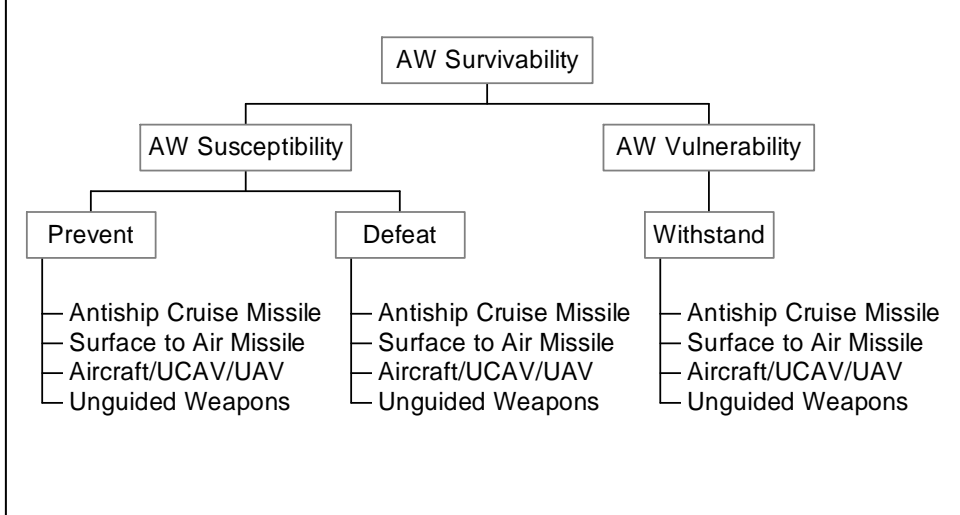 AW Survivability
AW Susceptibility
AW Vulnerability
Prevent
Defeat
Withstand
Antiship Cruise Missile
Surface to Air Missile
Aircraft/UCAV/UAV
Unguided Weapons
Antiship Cruise Missile
Surface to Air Missile
Aircraft/UCAV/UAV
Unguided Weapons
Antiship Cruise Missile
Surface to Air Missile
Aircraft/UCAV/UAV
Unguided Weapons